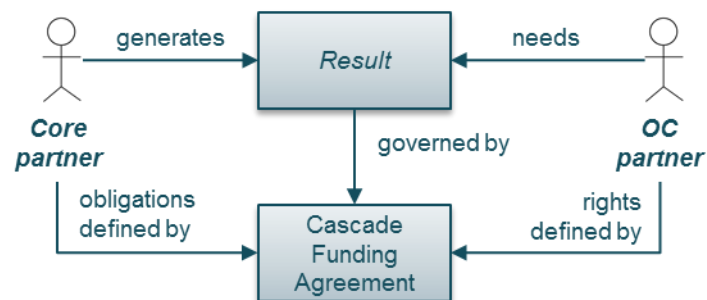 generates
Result
needs
Core
partner
OC
partner
governed by
obligations
defined by
rights
defined by
Cascade
Funding
Agreement